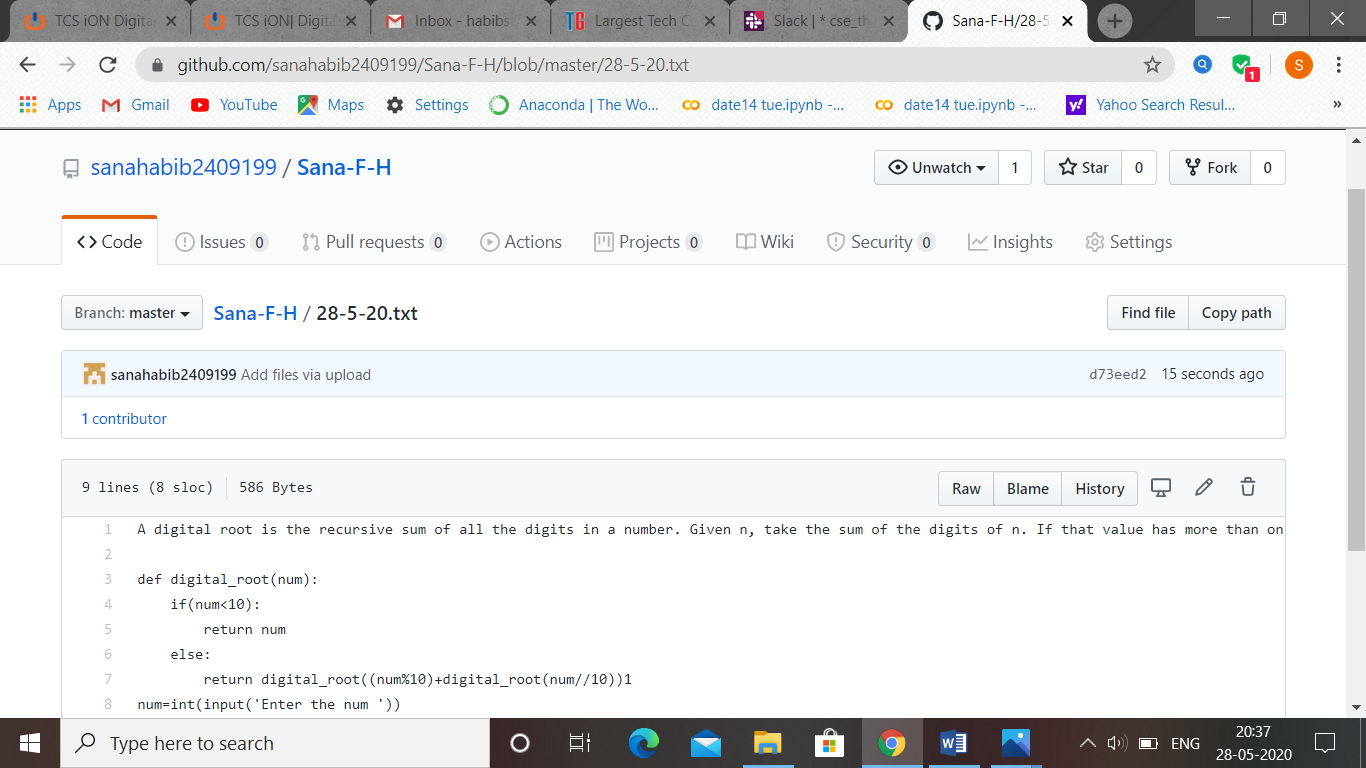 TCS iON Digita
TCS iON| Digita
Inbox - habibs
Largest Tech C
Slack | * cse_th
Sana-F-H/28-5
github.com/sanahabib2409199/Sana-F-H/blob/master/28-5-20.txt
S
1
Apps
Gmail
YouTube
Maps
Settings
Anaconda | The Wo...
date14 tue.ipynb -...
date14 tue.ipynb -...
Yahoo Search Resul...
»
sanahabib2409199 / Sana-F-H
Unwatch 1
Star 0
Fork 0
Code
Issues 0
Pull requests 0
Actions
Projects 0
Wiki
Security 0
Insights
Settings
Branch: master
Sana-F-H / 28-5-20.txt
Find file
Copy path
sanahabib2409199 Add files via upload
d73eed2 15 seconds ago
1 contributor
9 lines (8 sloc) 586 Bytes
Raw
Blame
History
1 A digital root is the recursive sum of all the digits in a number. Given n, take the sum of the digits of n. If that value has more than on
2
3 def digital_root(num):
4 if(num<10):
5 return num
6 else:
7 return digital_root((num%10)+digital_root(num//10))1
8 num=int(input('Enter the num '))
Type here to search
ENG
20:37
28-05-2020